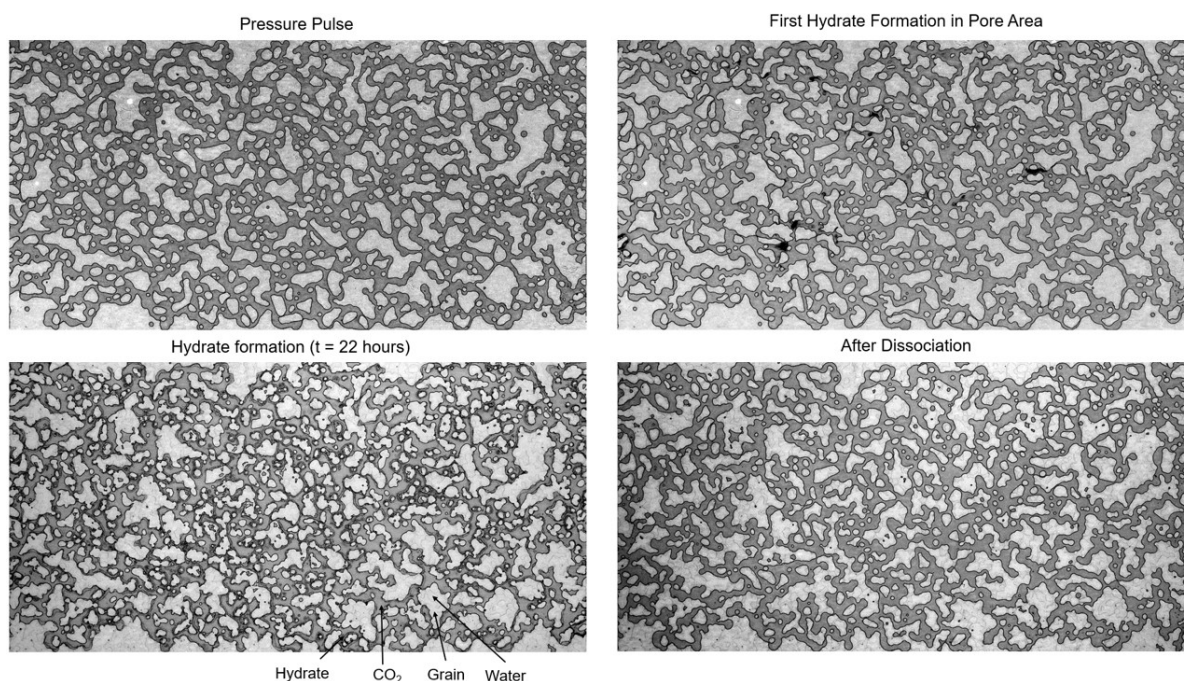 Pressure Pulse
First Hydrate Formation in Pore Area
Hydrate formation (t = 22 hours)
After Dissociation
Hydrate
CO₂
Grain
Water